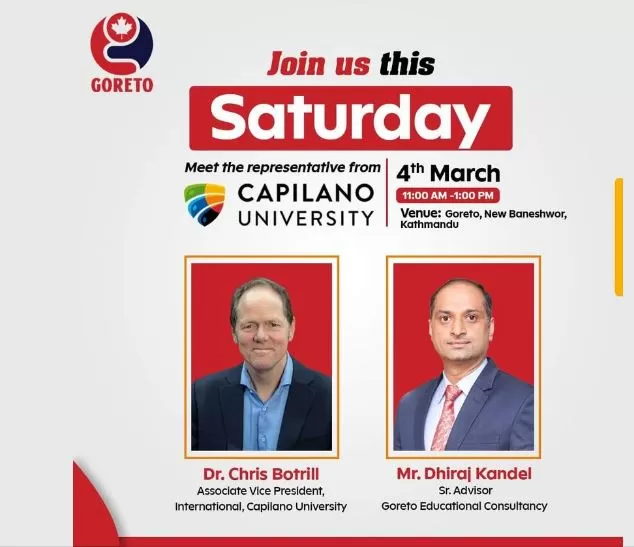 GORETO
Join us this
Saturday
Meet the representative from
CAPILANO
UNIVERSITY
4th March
11:00 AM -1:00 PM
Venue: Goreto, New Baneshwor,
Kathmandu
Dr. Chris Botrill
Associate Vice President,
International, Capilano University
Mr. Dhiraj Kandel
Sr. Advisor
Goreto Educational Consultancy